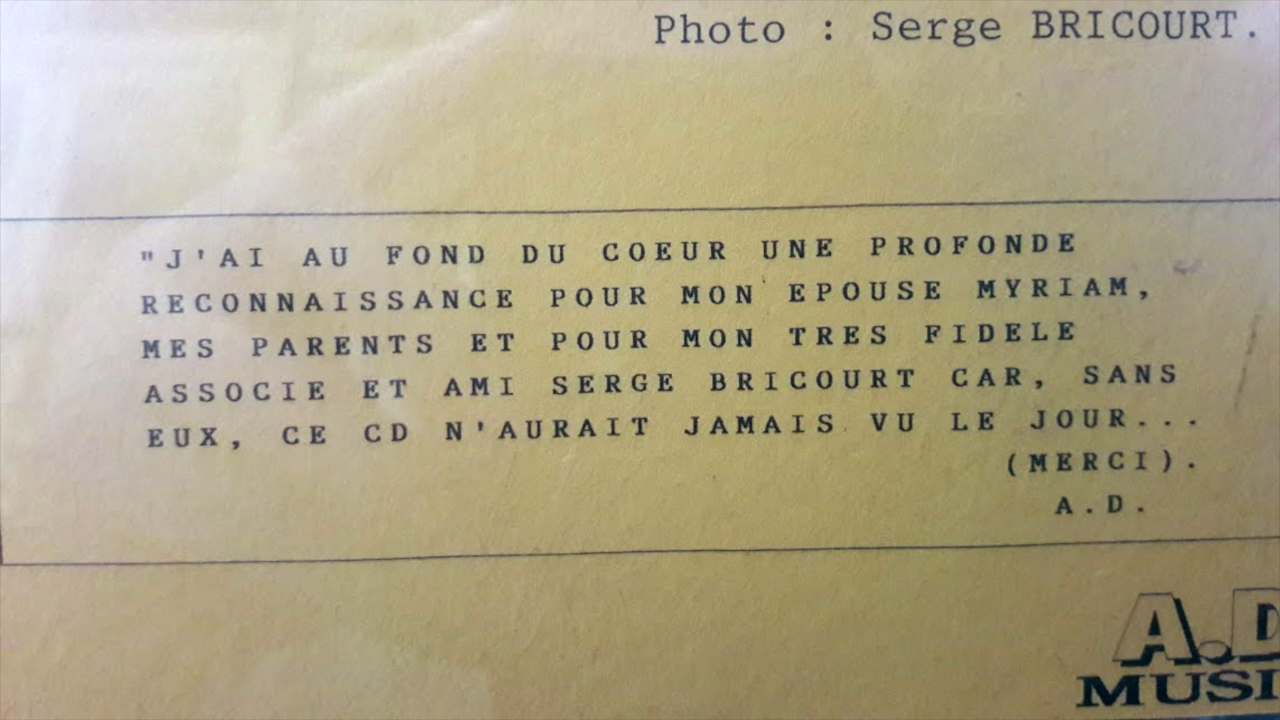 Photo : Serge BRICOURT.
"J'AI AU FOND DU COEUR UNE PROFONDE
RECONNAISSANCE POUR MON EPOUSE MYRIAM,
MES PARENTS ET POUR MON TRES FIDELE
ASSOCIE ET AMI SERGE BRICOURT CAR, SANS
EUX, CE CD N'AURAIT JAMAIS VU LE JOUR...
(MERCI).
A.D.
A.D
MUSI